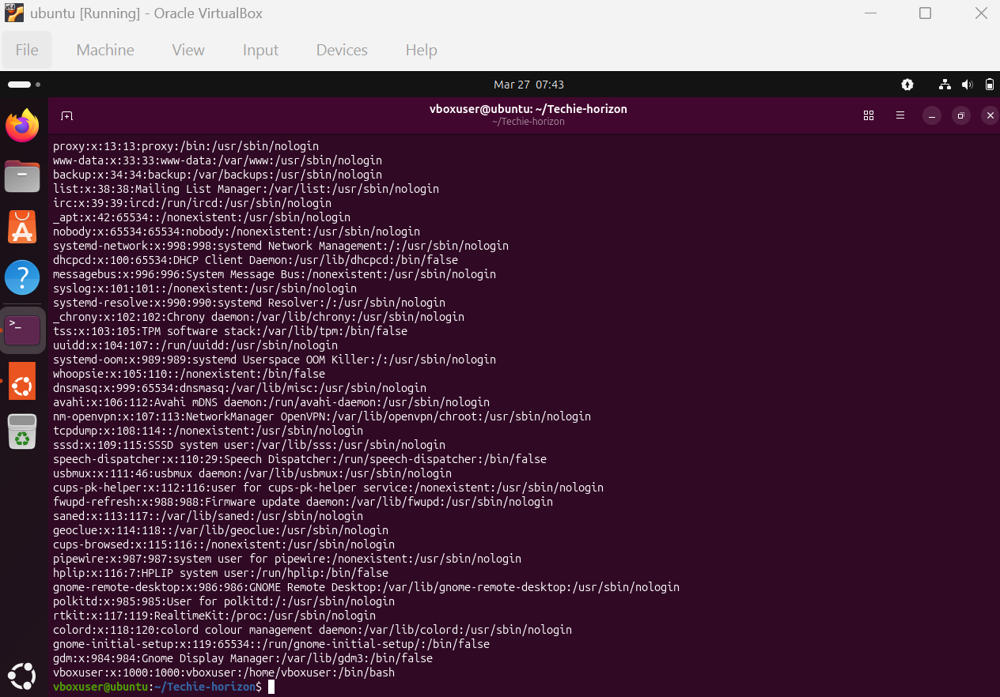 ubuntu [Running] - Oracle VirtualBox
File Machine View Input Devices Help
Mar 27 07:43
vboxuser@ubuntu: ~/Techie-horizon
~/Techie-horizon
proxy:x:13:13:proxy:/bin:/usr/sbin/nologin
www-data:x:33:33:www-data:/var/www:/usr/sbin/nologin
backup:x:34:34:backup:/var/backups:/usr/sbin/nologin
list:x:38:38:Mailing List Manager:/var/list:/usr/sbin/nologin
irc:x:39:39:ircd:/run/ircd:/usr/sbin/nologin
_apt:x:42:65534::/nonexistent:/usr/sbin/nologin
nobody:x:65534:65534:nobody:/nonexistent:/usr/sbin/nologin
systemd-network:x:998:998:systemd Network Management:/:/usr/sbin/nologin
dhcpcd:x:100:65534:DHCP Client Daemon:/usr/lib/dhcpcd:/bin/false
messagebus:x:996:996:System Message Bus:/nonexistent:/usr/sbin/nologin
syslog:x:101:101::/nonexistent:/usr/sbin/nologin
systemd-resolve:x:990:990:systemd Resolver:/:/usr/sbin/nologin
_chrony:x:102:102:Chrony daemon:/var/lib/chrony:/usr/sbin/nologin
tss:x:103:105:TPM software stack:/var/lib/tpm:/bin/false
uuidd:x:104:107::/run/uuidd:/usr/sbin/nologin
systemd-oom:x:989:989:systemd Userspace OOM Killer:/:/usr/sbin/nologin
whoopsie:x:105:110::/nonexistent:/bin/false
dnsmasq:x:999:65534:dnsmasq:/var/lib/misc:/usr/sbin/nologin
avahi:x:106:112:Avahi mDNS daemon:/run/avahi-daemon:/usr/sbin/nologin
nm-openvpn:x:107:113:NetworkManager OpenVPN:/var/lib/openvpn/chroot:/usr/sbin/nologin
tcpdump:x:108:114::/nonexistent:/usr/sbin/nologin
sssd:x:109:115:SSSD system user:/var/lib/sss:/usr/sbin/nologin
speech-dispatcher:x:110:29:Speech Dispatcher:/run/speech-dispatcher:/bin/false
usbmux:x:111:46:usbmux daemon:/var/lib/usbmux:/usr/sbin/nologin
cups-pk-helper:x:112:116:user for cups-pk-helper service:/nonexistent:/usr/sbin/nologin
fwupd-refresh:x:988:988:Firmware update daemon:/var/lib/fwupd:/usr/sbin/nologin
saned:x:113:117::/var/lib/saned:/usr/sbin/nologin
geoclue:x:114:118::/var/lib/geoclue:/usr/sbin/nologin
cups-browsed:x:115:116::/nonexistent:/usr/sbin/nologin
pipewire:x:987:987:system user for pipewire:/nonexistent:/usr/sbin/nologin
hplip:x:116:7:HPLIP system user:/run/hplip:/bin/false
gnome-remote-desktop:x:986:986:GNOME Remote Desktop:/var/lib/gnome-remote-desktop:/usr/sbin/nologin
polkitd:x:985:985:User for polkitd:/:/usr/sbin/nologin
rtkit:x:117:119:RealtimeKit:/proc:/usr/sbin/nologin
colord:x:118:120:colord colour management daemon:/var/lib/colord:/usr/sbin/nologin
gnome-initial-setup:x:119:65534::/run/gnome-initial-setup/:/bin/false
gdm:x:984:984:Gnome Display Manager:/var/lib/gdm3:/bin/false
vboxuser:x:1000:1000:vboxuser:/home/vboxuser:/bin/bash
vboxuser@ubuntu:~/Techie-horizon$